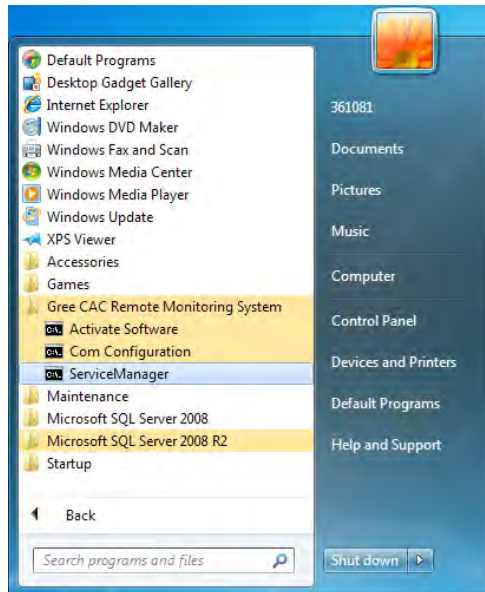 Default Programs
Desktop Gadget Gallery
Internet Explorer
Windows DVD Maker
Windows Fax and Scan
Windows Media Center
Windows Media Player
Windows Update
XPS Viewer
Accessories
Games
Gree CAC Remote Monitoring System
Activate Software
Com Configuration
ServiceManager
Maintenance
Microsoft SQL Server 2008
Microsoft SQL Server 2008 R2
Startup
Back
Search programs and files
361081
Documents
Pictures
Music
Computer
Control Panel
Devices and Printers
Default Programs
Help and Support
Shut down